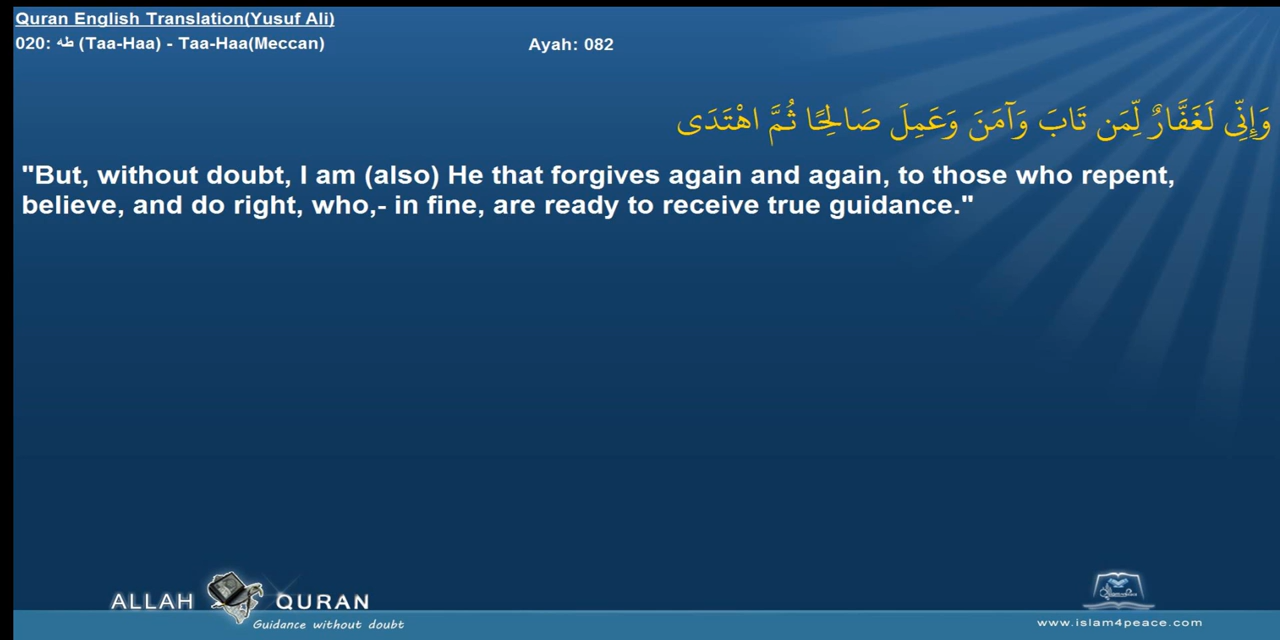 Quran English Translation(Yusuf Ali)
020: طه (Taa-Haa) - Taa-Haa(Meccan) Ayah: 082
وَإِنِّي لَغَفَّارٌ لِّمَن تَابَ وَآمَنَ وَعَمِلَ صَالِحًا ثُمَّ اهْتَدَى
"But, without doubt, I am (also) He that forgives again and again, to those who repent,
believe, and do right, who,- in fine, are ready to receive true guidance."
ALLAH QURAN
Guidance without doubt
www.islam4peace.com